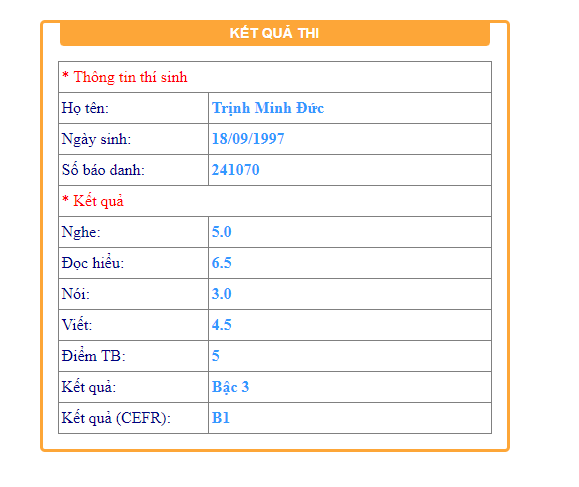 KẾT QUẢ THI
* Thông tin thí sinh
Họ tên: Trịnh Minh Đức
Ngày sinh: 18/09/1997
Số báo danh: 241070
* Kết quả
Nghe: 5.0
Đọc hiểu: 6.5
Nói: 3.0
Viết: 4.5
Điểm TB: 5
Kết quả: Bậc 3
Kết quả (CEFR): B1